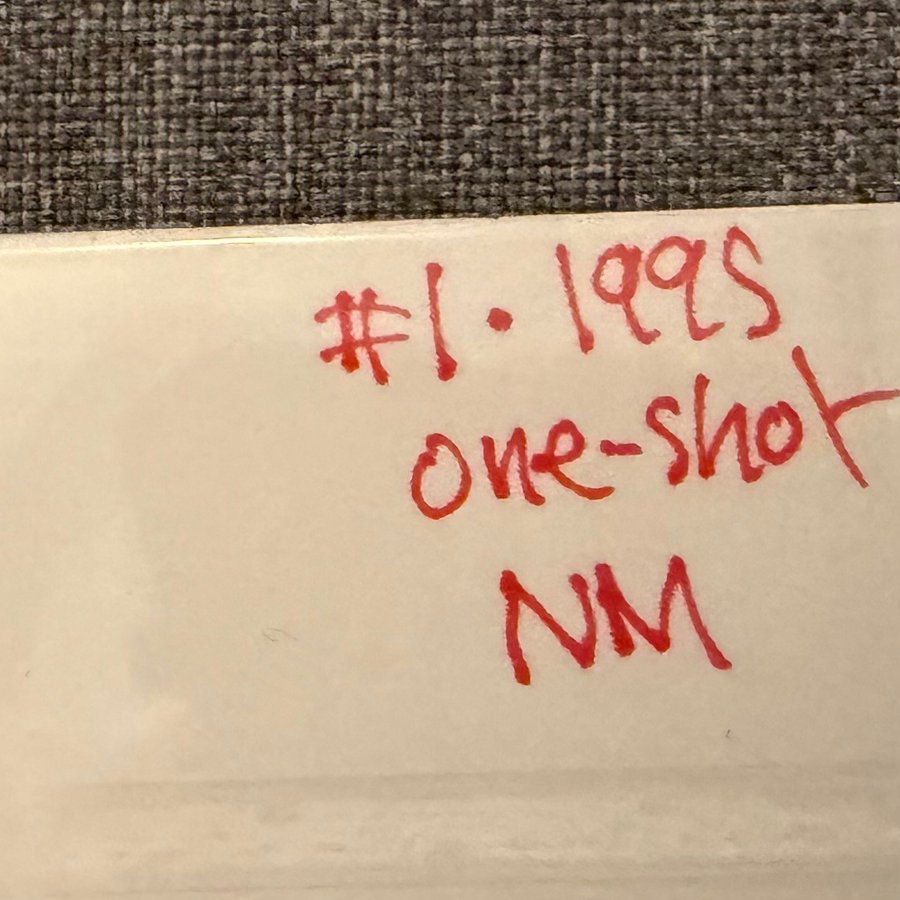 #1 • 1995
one-shot
NM